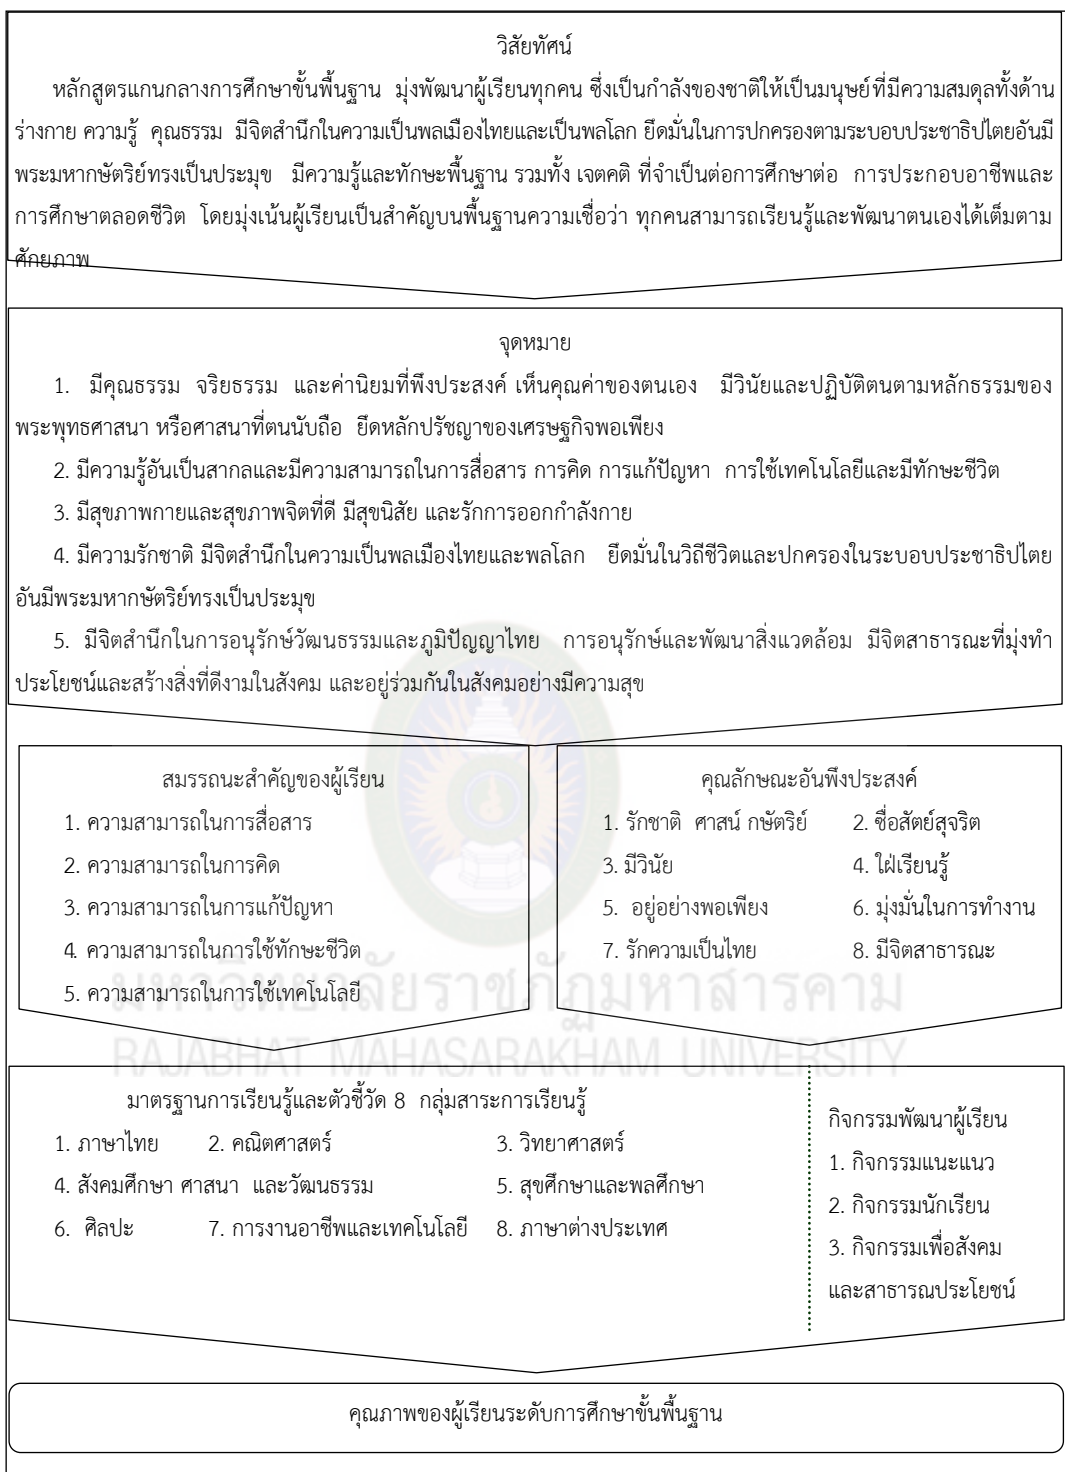 วิสัยทัศน์
หลักสูตรแกนกลางการศึกษาขั้นพื้นฐาน มุ่งพัฒนาผู้เรียนทุกคน ซึ่งเป็นกำลังของชาติให้เป็นมนุษย์ที่มีความสมดุลทั้งด้าน
ร่างกาย ความรู้ คุณธรรม มีจิตสำนึกในความเป็นพลเมืองไทยและเป็นพลโลก ยึดมั่นในการปกครองตามระบอบประชาธิปไตยอันมี
พระมหากษัตริย์ทรงเป็นประมุข มีความรู้และทักษะพื้นฐาน รวมทั้ง เจตคติ ที่จำเป็นต่อการศึกษาต่อ การประกอบอาชีพและ
การศึกษาตลอดชีวิต โดยมุ่งเน้นผู้เรียนเป็นสำคัญบนพื้นฐานความเชื่อว่า ทุกคนสามารถเรียนรู้และพัฒนาตนเองได้เต็มตาม
ศักยภาพ
จุดหมาย
1. มีคุณธรรม จริยธรรม และค่านิยมที่พึงประสงค์ เห็นคุณค่าของตนเอง มีวินัยและปฏิบัติตนตามหลักธรรมของ
พระพุทธศาสนา หรือศาสนาที่ตนนับถือ ยึดหลักปรัชญาของเศรษฐกิจพอเพียง
2. มีความรู้อันเป็นสากลและมีความสามารถในการสื่อสาร การคิด การแก้ปัญหา การใช้เทคโนโลยีและมีทักษะชีวิต
3. มีสุขภาพกายและสุขภาพจิตที่ดี มีสุขนิสัย และรักการออกกำลังกาย
4. มีความรักชาติ มีจิตสำนึกในความเป็นพลเมืองไทยและพลโลก ยึดมั่นในวิถีชีวิตและปกครองในระบอบประชาธิปไตย
อันมีพระมหากษัตริย์ทรงเป็นประมุข
5. มีจิตสำนึกในการอนุรักษ์วัฒนธรรมและภูมิปัญญาไทย การอนุรักษ์และพัฒนาสิ่งแวดล้อม มีจิตสาธารณะที่มุ่งทำ
ประโยชน์และสร้างสิ่งที่ดีงามในสังคม และอยู่ร่วมกันในสังคมอย่างมีความสุข
สมรรถนะสำคัญของผู้เรียน
1. ความสามารถในการสื่อสาร
2. ความสามารถในการคิด
3. ความสามารถในการแก้ปัญหา
4. ความสามารถในการใช้ทักษะชีวิต
5. ความสามารถในการใช้เทคโนโลยี
คุณลักษณะอันพึงประสงค์
1. รักชาติ ศาสน์ กษัตริย์ 2. ซื่อสัตย์สุจริต
3. มีวินัย 4. ใฝ่เรียนรู้
5. อยู่อย่างพอเพียง 6. มุ่งมั่นในการทำงาน
7. รักความเป็นไทย 8. มีจิตสาธารณะ
มหาวิทยาลัยราชภัฏมหาสารคาม
RAJABHAT MAHASARAKHAM UNIVERSITY
มาตรฐานการเรียนรู้และตัวชี้วัด 8 กลุ่มสาระการเรียนรู้
1. ภาษาไทย 2. คณิตศาสตร์ 3. วิทยาศาสตร์
4. สังคมศึกษา ศาสนา และวัฒนธรรม 5. สุขศึกษาและพลศึกษา
6. ศิลปะ 7. การงานอาชีพและเทคโนโลยี 8. ภาษาต่างประเทศ
กิจกรรมพัฒนาผู้เรียน
1. กิจกรรมแนะแนว
2. กิจกรรมนักเรียน
3. กิจกรรมเพื่อสังคม
และสาธารณประโยชน์
คุณภาพของผู้เรียนระดับการศึกษาขั้นพื้นฐาน